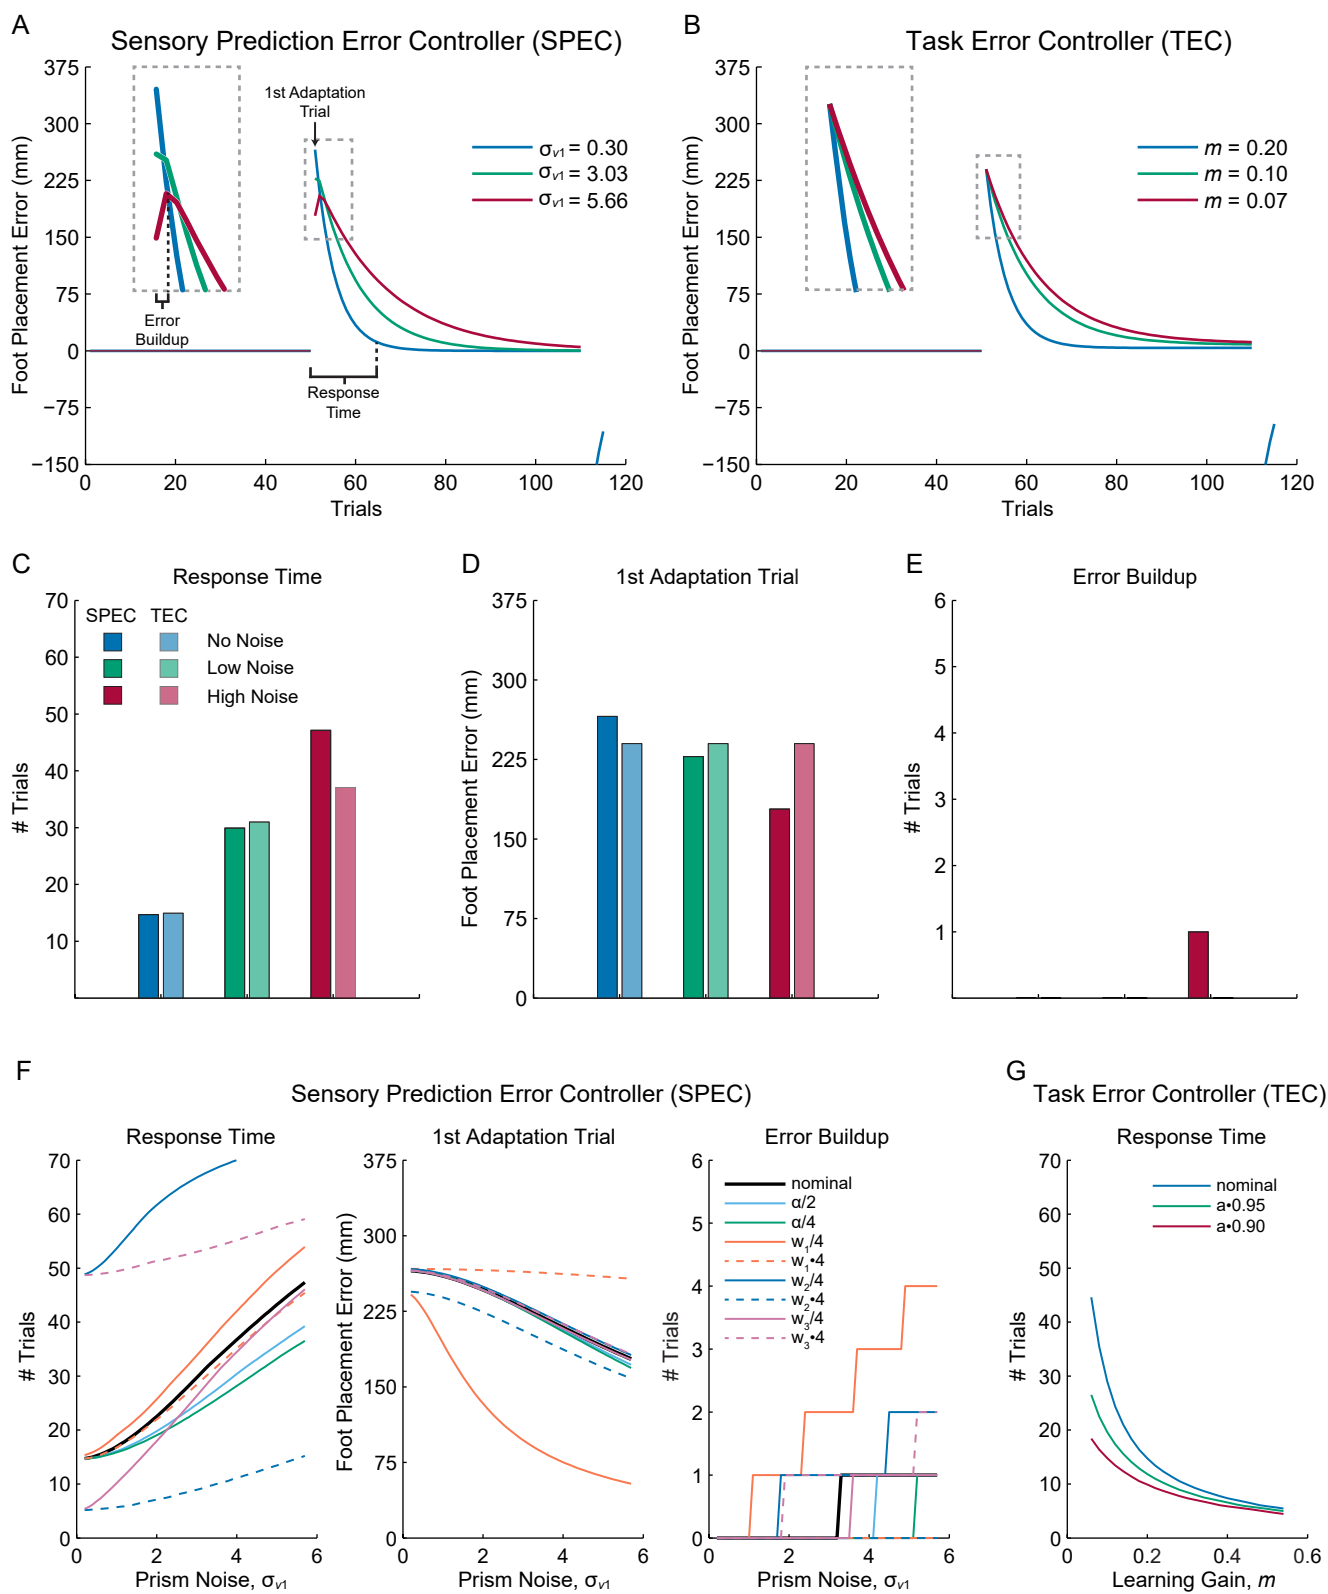 A
Sensory Prediction Error Controller (SPEC)
375
300
225
150
75
0
−75
−150
Foot Placement Error (mm)
1st Adaptation
Trial
σv1 = 0.30
σv1 = 3.03
σv1 = 5.66
Error
Buildup
Response
Time
0
20
40
60
80
100
120
Trials
B
Task Error Controller (TEC)
375
300
225
150
75
0
−75
−150
Foot Placement Error (mm)
m = 0.20
m = 0.10
m = 0.07
0
20
40
60
80
100
120
Trials
C
Response Time
70
60
50
40
30
20
10
# Trials
SPEC TEC
No Noise
Low Noise
High Noise
D
1st Adaptation Trial
375
300
225
150
75
0
Foot Placement Error (mm)
E
Error Buildup
6
5
4
3
2
1
# Trials
F
Sensory Prediction Error Controller (SPEC)
Response Time
70
60
50
40
30
20
10
0
# Trials
0
2
4
6
Prism Noise, σv1
1st Adaptation Trial
375
300
225
150
75
0
Foot Placement Error (mm)
0
2
4
6
Prism Noise, σv1
Error Buildup
6
5
4
3
2
1
0
# Trials
nominal
α/2
α/4
w1/4
w1•4
w2/4
w2•4
w3/4
w3•4
0
2
4
6
Prism Noise, σv1
G
Task Error Controller (TEC)
Response Time
70
60
50
40
30
20
10
0
# Trials
nominal
a•0.95
a•0.90
0
0.2
0.4
0.6
Learning Gain, m